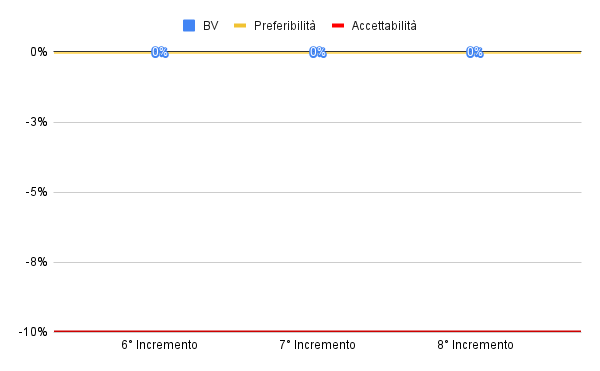 BV Preferibilità Accettabilità
0%
0% 0% 0%
-3%
-5%
-8%
-10%
6° Incremento 7° Incremento 8° Incremento